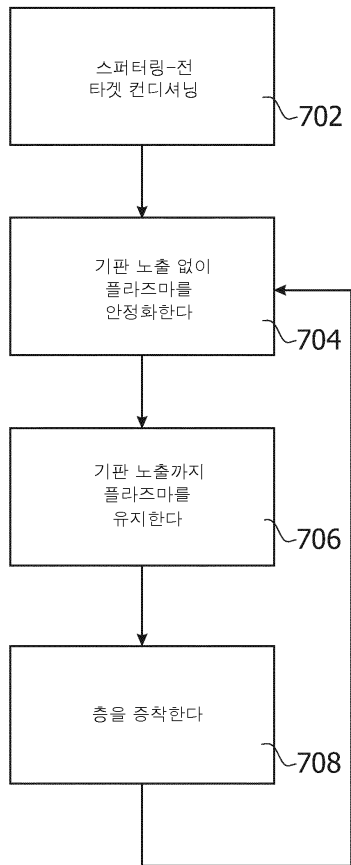 스퍼터링-전
타겟 컨디셔닝
702
기판 노출 없이
플라즈마를
안정화한다
704
기판 노출까지
플라즈마를
유지한다
706
층을 증착한다
708